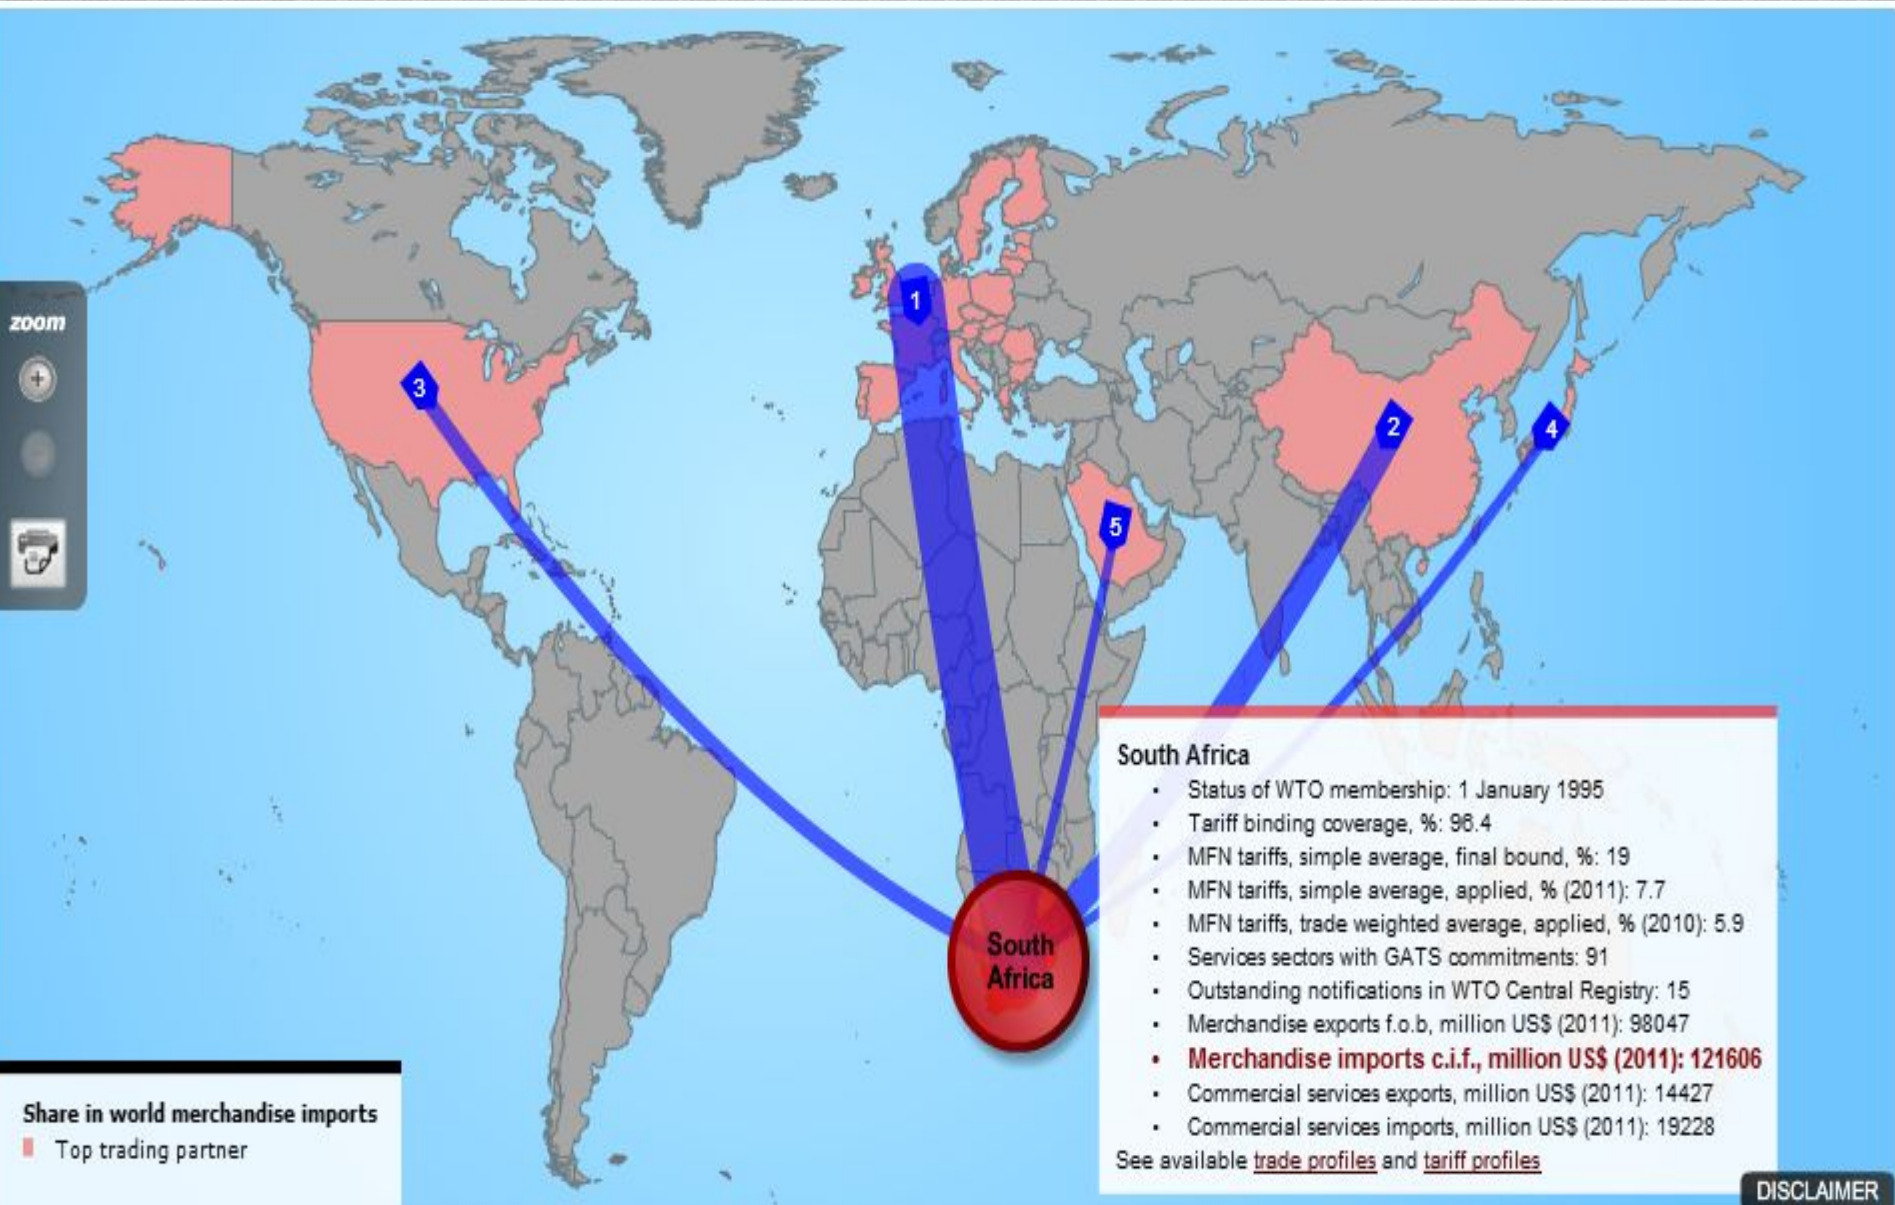 zoom
1
2
3
4
5
South
Africa
South Africa
Status of WTO membership: 1 January 1995
Tariff binding coverage, %: 96.4
MFN tariffs, simple average, final bound, %: 19
MFN tariffs, simple average, applied, % (2011): 7.7
MFN tariffs, trade weighted average, applied, % (2010): 5.9
Services sectors with GATS commitments: 91
Outstanding notifications in WTO Central Registry: 15
Merchandise exports f.o.b, million US$ (2011): 98047
Merchandise imports c.i.f., million US$ (2011): 121606
Commercial services exports, million US$ (2011): 14427
Commercial services imports, million US$ (2011): 19228
See available trade profiles and tariff profiles
Share in world merchandise imports
Top trading partner
DISCLAIMER